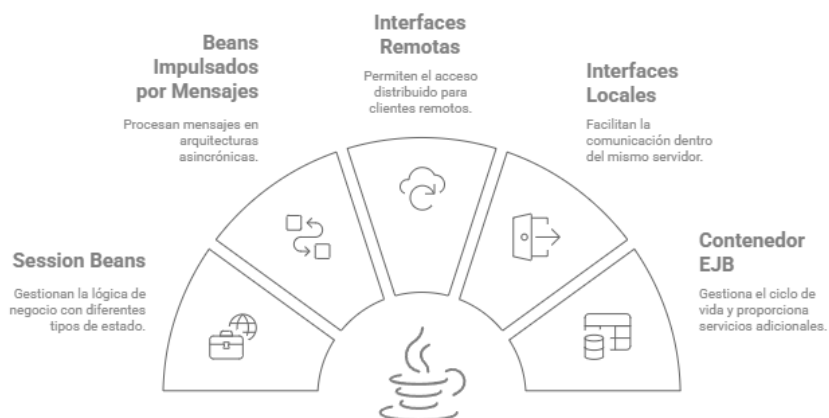 Interfaces
Remotas
Permiten el acceso
distribuido para
clientes remotos.
Beans
Impulsados
por Mensajes
Procesan mensajes en
arquitecturas
asincrónicas.
Interfaces
Locales
Facilitan la
comunicación dentro
del mismo servidor.
Session Beans
Gestionan la lógica de
negocio con diferentes
tipos de estado.
Contenedor
EJB
Gestiona el ciclo de
vida y proporciona
servicios adicionales.